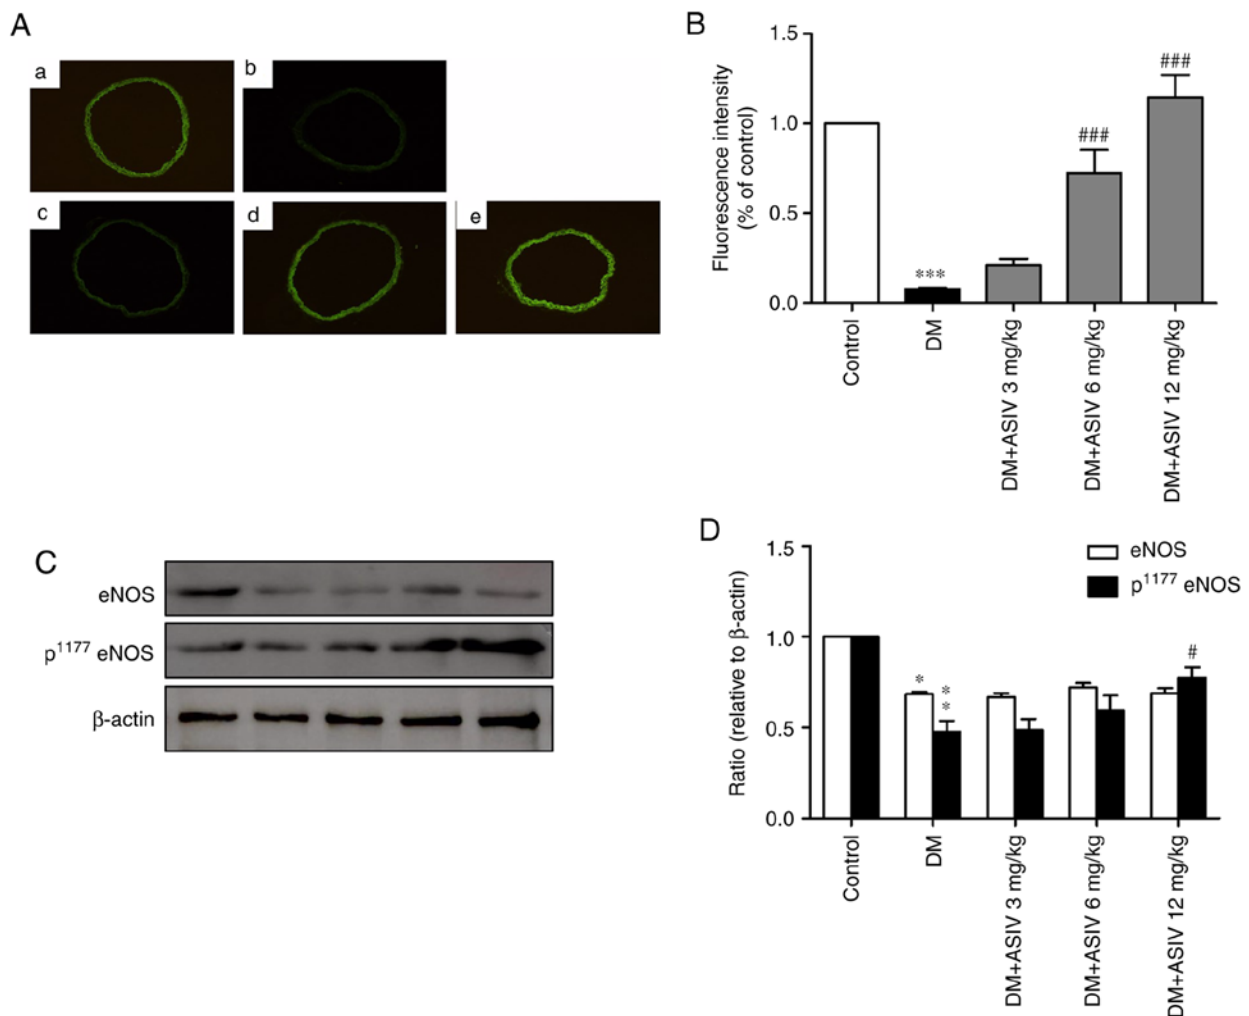 A
a
b
c
d
e
B
Fluorescence intensity
(% of control)
1.5
1.0
0.5
0.0
***
###
###
Control
DM
DM+ASIV 3 mg/kg
DM+ASIV 6 mg/kg
DM+ASIV 12 mg/kg
C
eNOS
p¹¹⁷⁷ eNOS
β-actin
D
eNOS
p¹¹⁷⁷ eNOS
Ratio (relative to β-actin)
1.5
1.0
0.5
0.0
*
**
#
Control
DM
DM+ASIV 3 mg/kg
DM+ASIV 6 mg/kg
DM+ASIV 12 mg/kg